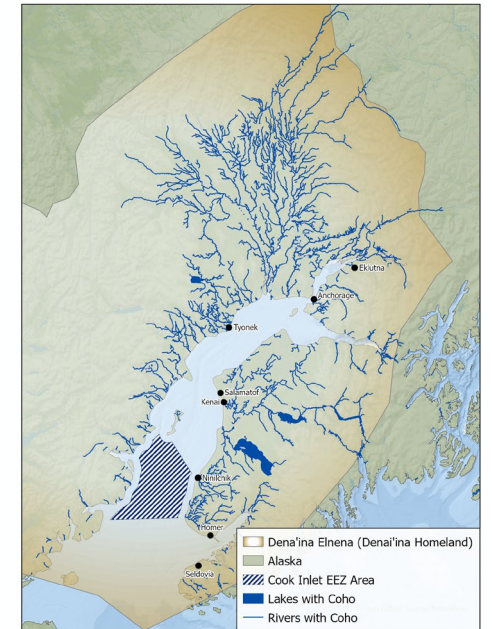 Eklutna
Anchorage
Tyonek
Salamatof
Kenai
Ninilchik
Homer
Seldovia
Dena'ina Elnena (Denai'ina Homeland)
Alaska
Cook Inlet EEZ Area
Lakes with Coho
Rivers with Coho